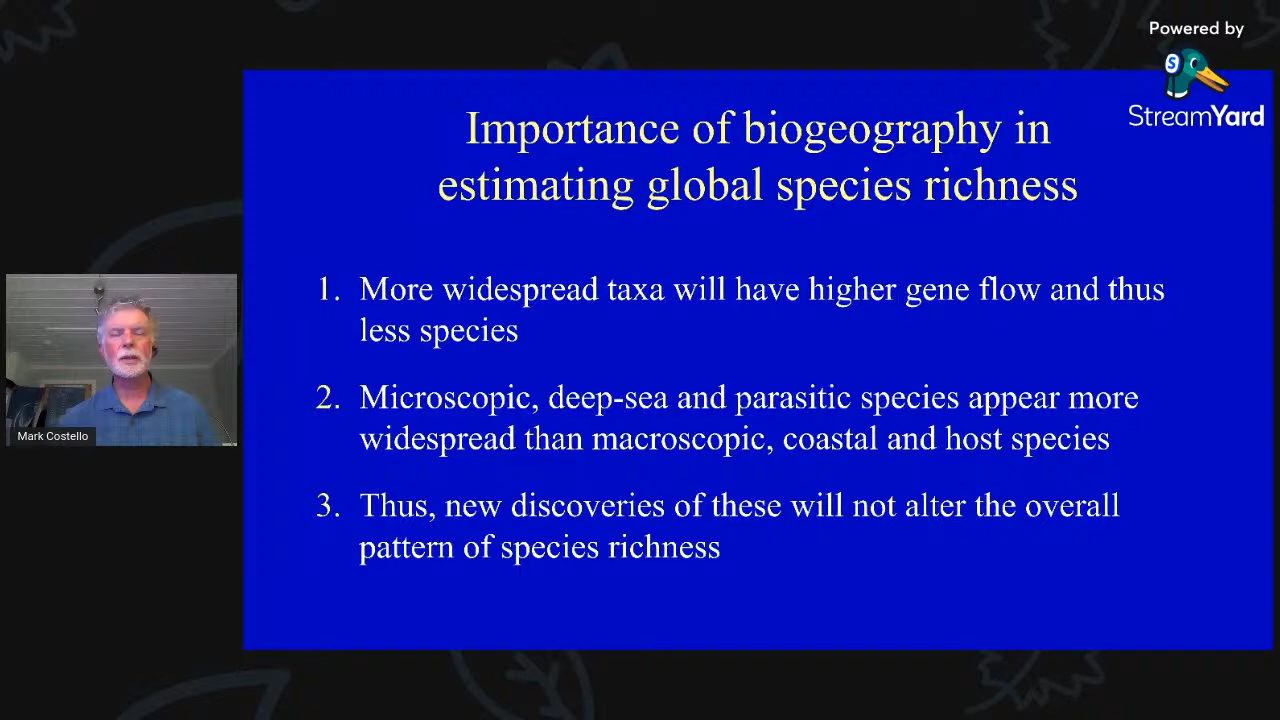 Powered by
S
StreamYard
Importance of biogeography in
estimating global species richness
1. More widespread taxa will have higher gene flow and thus
less species
2. Microscopic, deep-sea and parasitic species appear more
widespread than macroscopic, coastal and host species
3. Thus, new discoveries of these will not alter the overall
pattern of species richness
Mark Costello